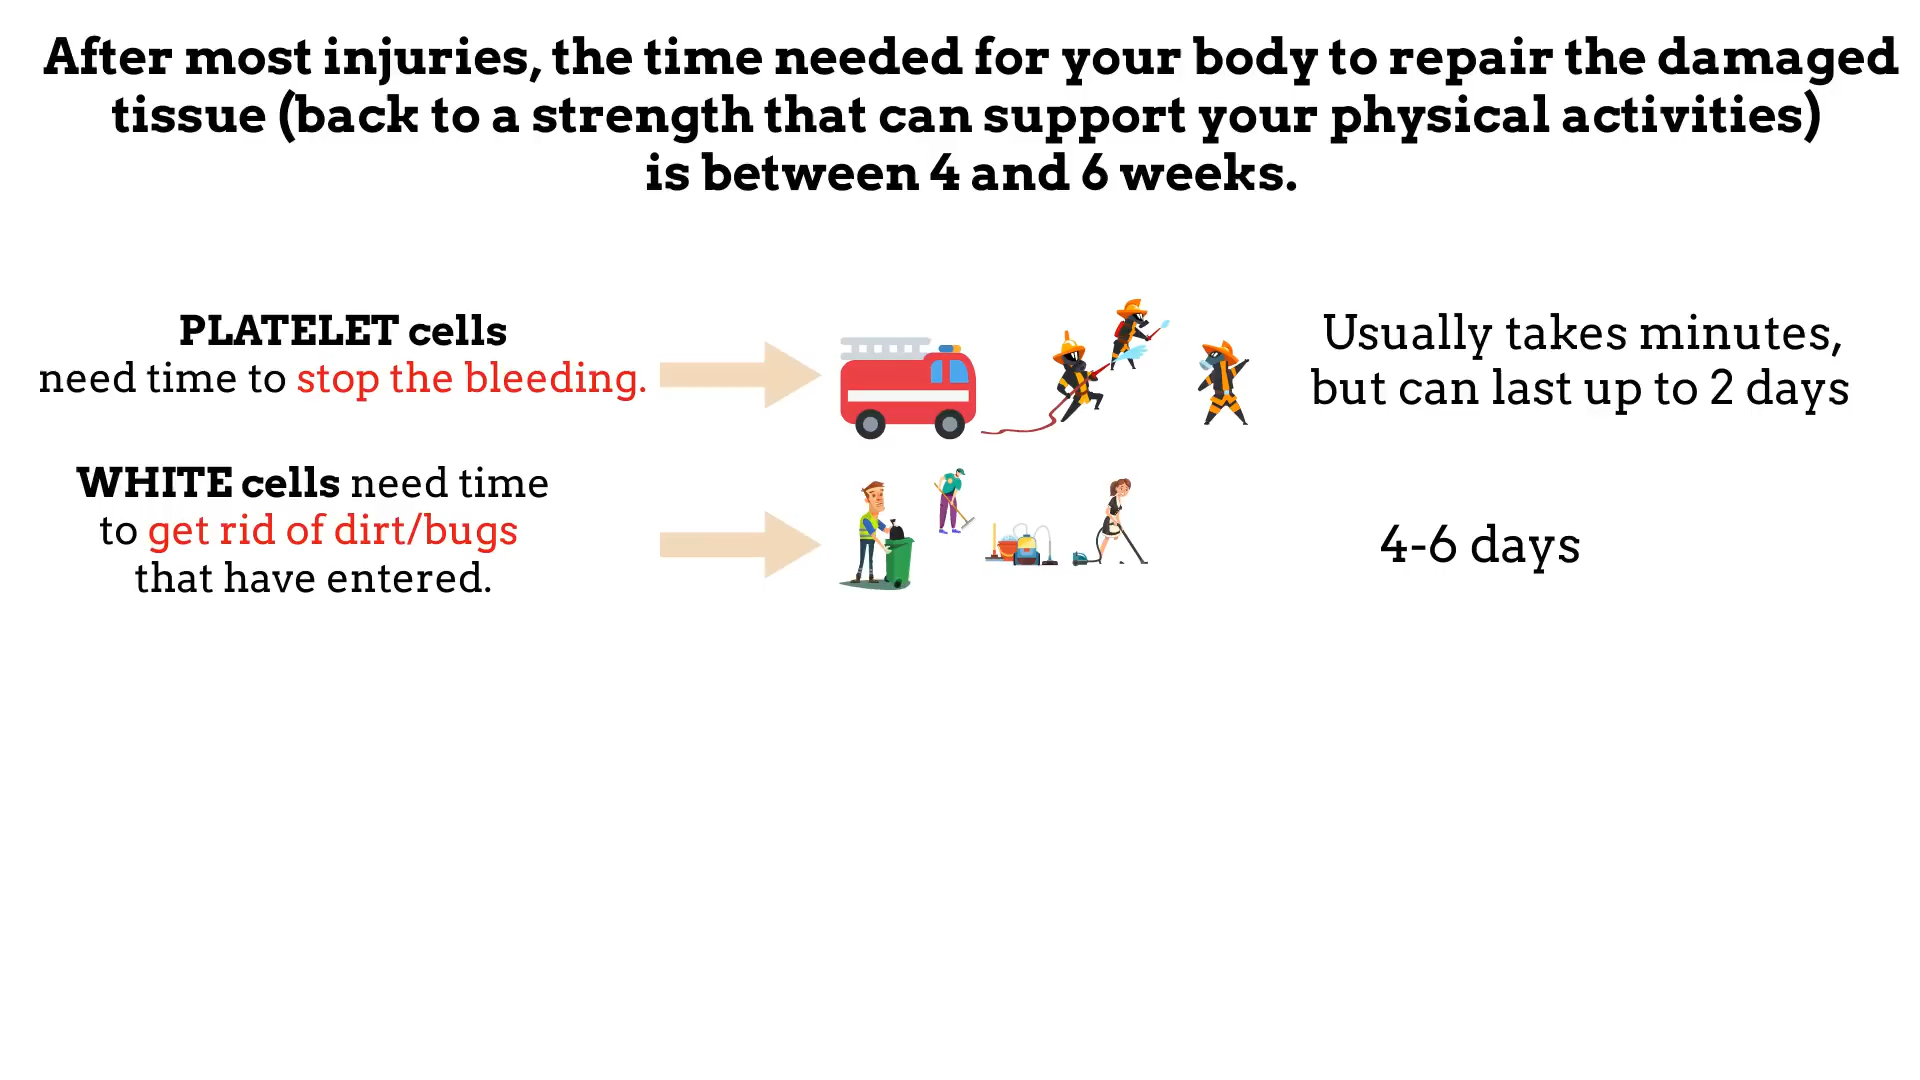 After most injuries, the time needed for your body to repair the damaged
tissue (back to a strength that can support your physical activities)
is between 4 and 6 weeks.
PLATELET cells
need time to stop the bleeding.
Usually takes minutes,
but can last up to 2 days
WHITE cells need time
to get rid of dirt/bugs
that have entered.
4-6 days